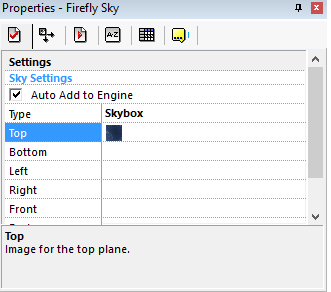 Properties - Firefly Sky
A-Z
Settings
Sky Settings
Auto Add to Engine
Type Skybox
Top
Bottom
Left
Right
Front
Top
Image for the top plane.